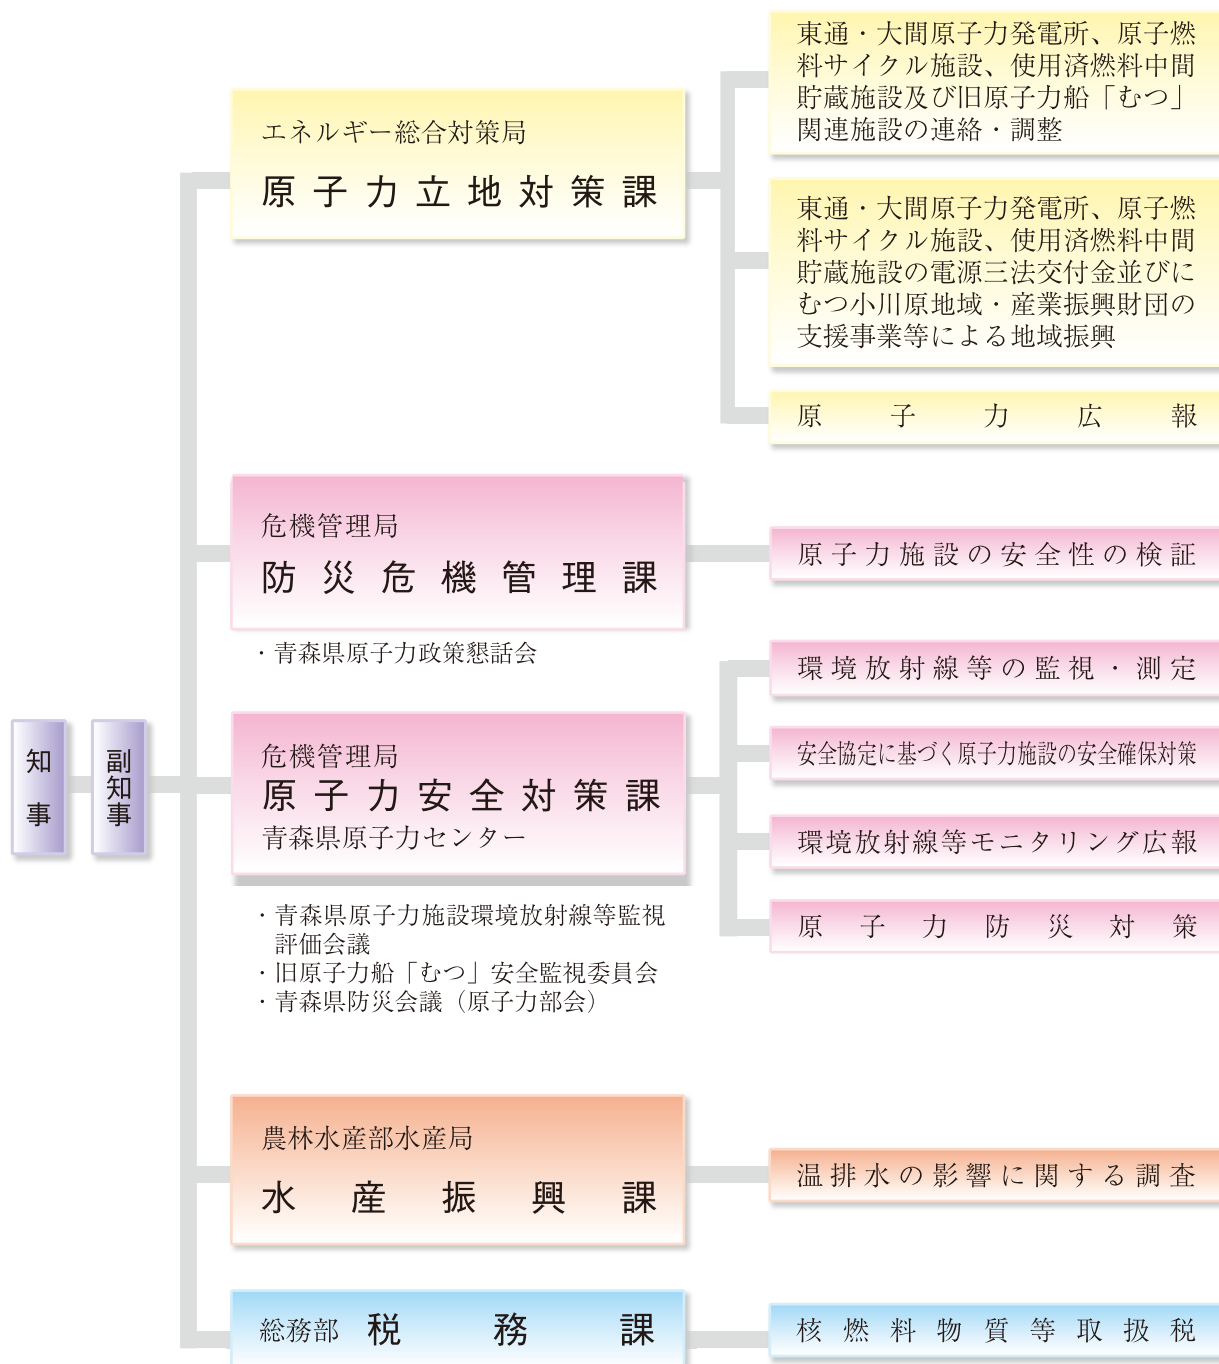 知事
副知事
エネルギー総合対策局
原子力立地対策課
東通・大間原子力発電所、原子燃
料サイクル施設、使用済燃料中間
貯蔵施設及び旧原子力船「むつ」
関連施設の連絡・調整
東通・大間原子力発電所、原子燃
料サイクル施設、使用済燃料中間
貯蔵施設の電源三法交付金並びに
むつ小川原地域・産業振興財団の
支援事業等による地域振興
原子力広報
危機管理局
防災危機管理課
・青森県原子力政策懇話会
原子力施設の安全性の検証
危機管理局
原子力安全対策課
青森県原子力センター
・青森県原子力施設環境放射線等監視
評価会議
・旧原子力船「むつ」安全監視委員会
・青森県防災会議（原子力部会）
環境放射線等の監視・測定
安全協定に基づく原子力施設の安全確保対策
環境放射線等モニタリング広報
原子力防災対策
農林水産部水産局
水産振興課
温排水の影響に関する調査
総務部 税務課
核燃料物質等取扱税